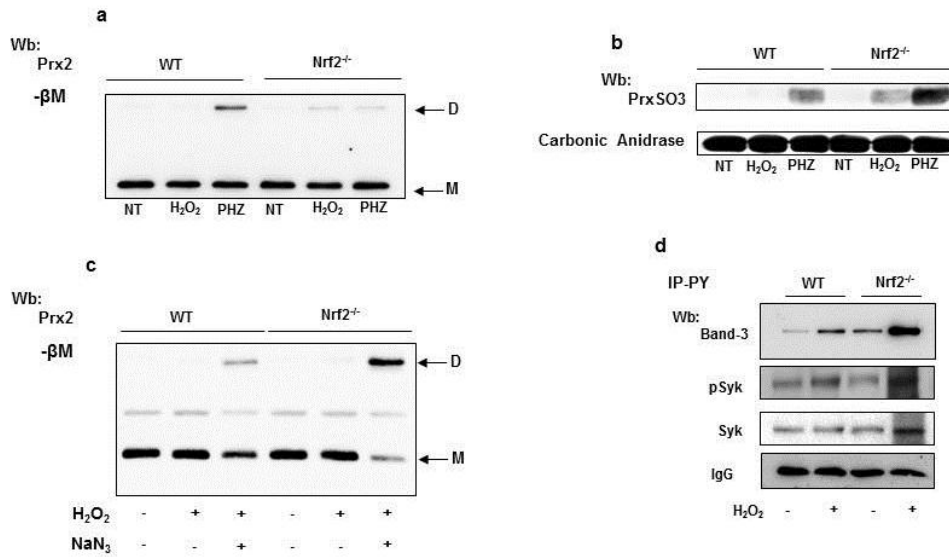 a
Wb:
Prx2
-βM
WT Nrf2⁻/⁻
D
M
NT H₂O₂ PHZ NT H₂O₂ PHZ
b
WT Nrf2⁻/⁻
Wb:
PrxSO3
Carbonic Anidrase
NT H₂O₂ PHZ NT H₂O₂ PHZ
c
Wb:
Prx2
-βM
WT Nrf2⁻/⁻
D
M
H₂O₂ - + + - + +
NaN₃ - - + - - +
d
IP-PY
WT Nrf2⁻/⁻
Wb:
Band-3
pSyk
Syk
IgG
H₂O₂ - + - +